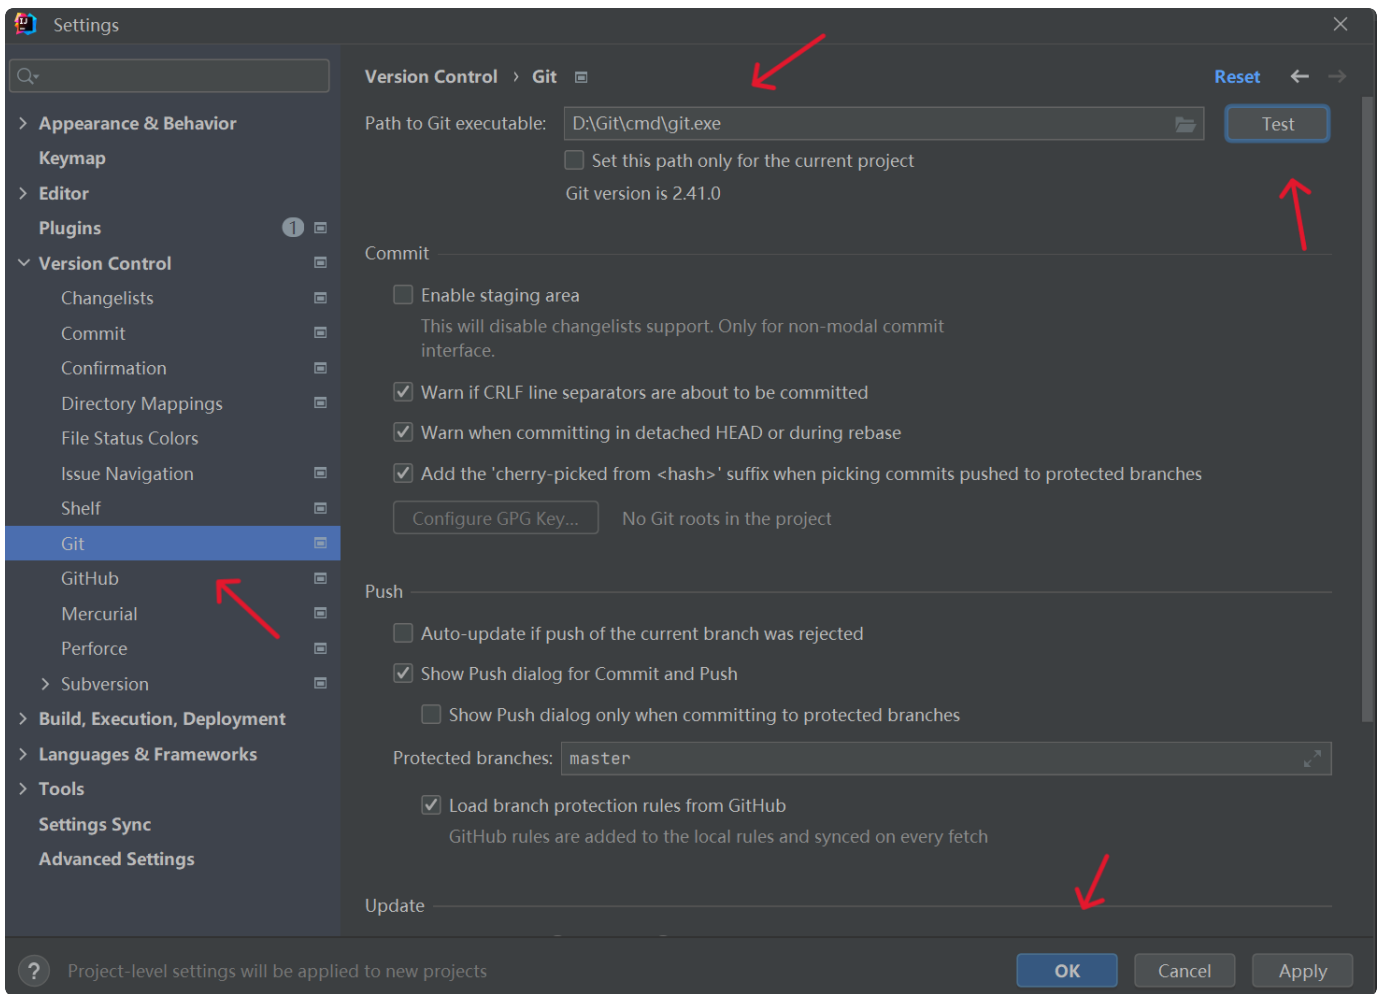 Settings
Version Control › Git
Reset
Appearance & Behavior
Keymap
Editor
Plugins
1
Version Control
Changelists
Commit
Confirmation
Directory Mappings
File Status Colors
Issue Navigation
Shelf
Git
GitHub
Mercurial
Perforce
Subversion
Build, Execution, Deployment
Languages & Frameworks
Tools
Settings Sync
Advanced Settings
Path to Git executable: D:\Git\cmd\git.exe
Test
Set this path only for the current project
Git version is 2.41.0
Commit
Enable staging area
This will disable changelists support. Only for non-modal commit
interface.
Warn if CRLF line separators are about to be committed
Warn when committing in detached HEAD or during rebase
Add the 'cherry-picked from <hash>' suffix when picking commits pushed to protected branches
Configure GPG Key... No Git roots in the project
Push
Auto-update if push of the current branch was rejected
Show Push dialog for Commit and Push
Show Push dialog only when committing to protected branches
Protected branches: master
Load branch protection rules from GitHub
GitHub rules are added to the local rules and synced on every fetch
Update
? Project-level settings will be applied to new projects
OK
Cancel
Apply